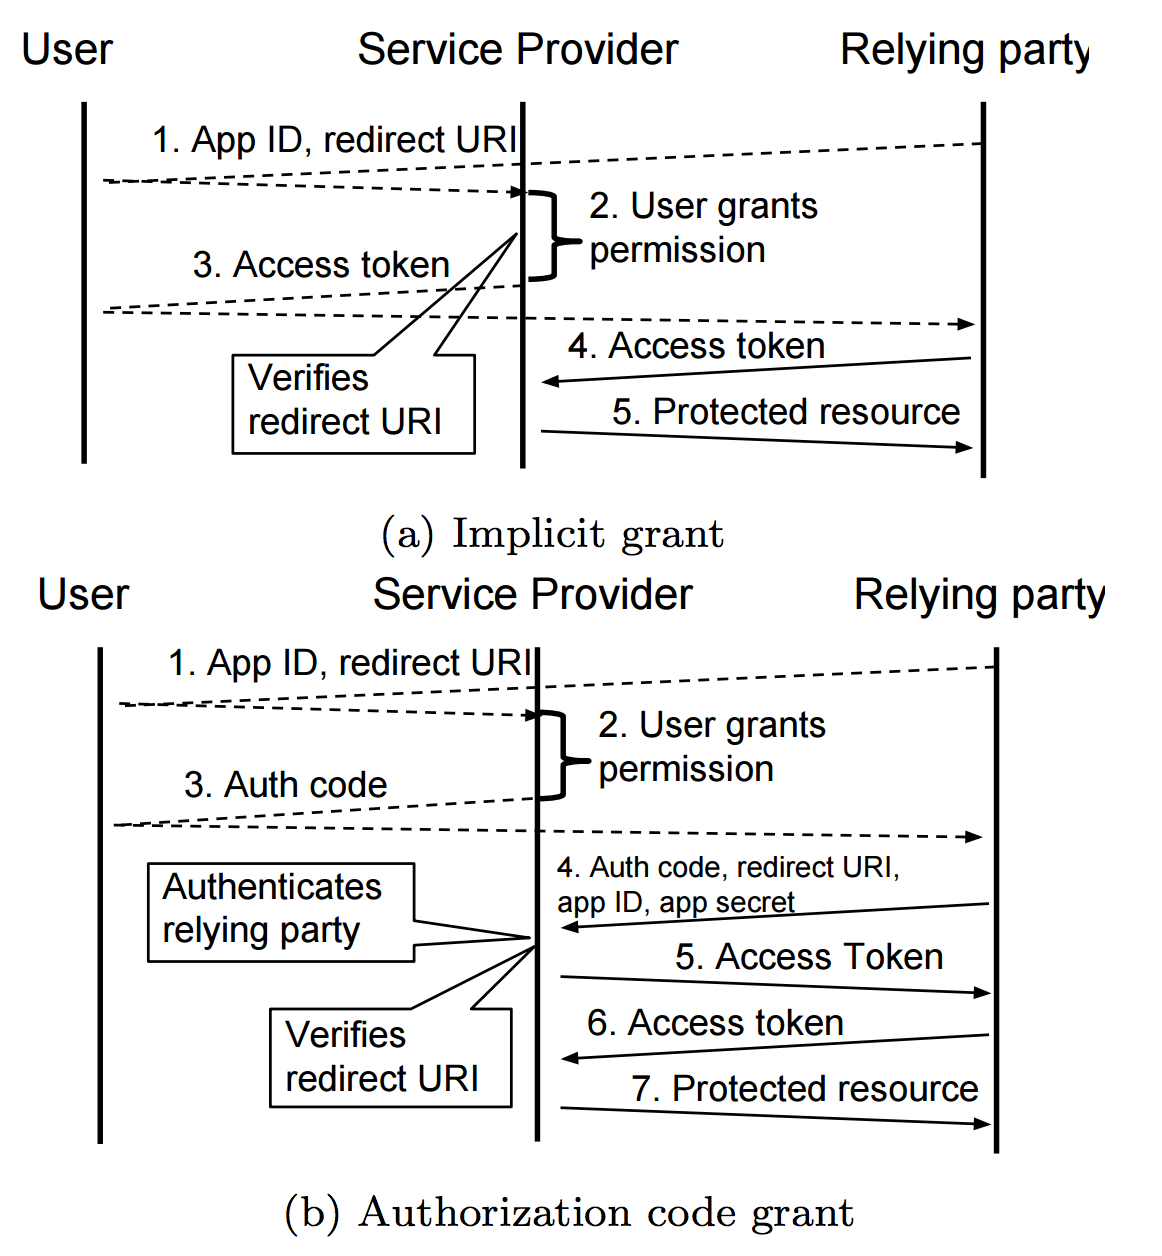 User Service Provider Relying party
1. App ID, redirect URI
2. User grants
permission
3. Access token
Verifies
redirect URI
4. Access token
5. Protected resource
(a) Implicit grant
User Service Provider Relying party
1. App ID, redirect URI
2. User grants
permission
3. Auth code
Authenticates
relying party
4. Auth code, redirect URI,
app ID, app secret
5. Access Token
Verifies
redirect URI
6. Access token
7. Protected resource
(b) Authorization code grant